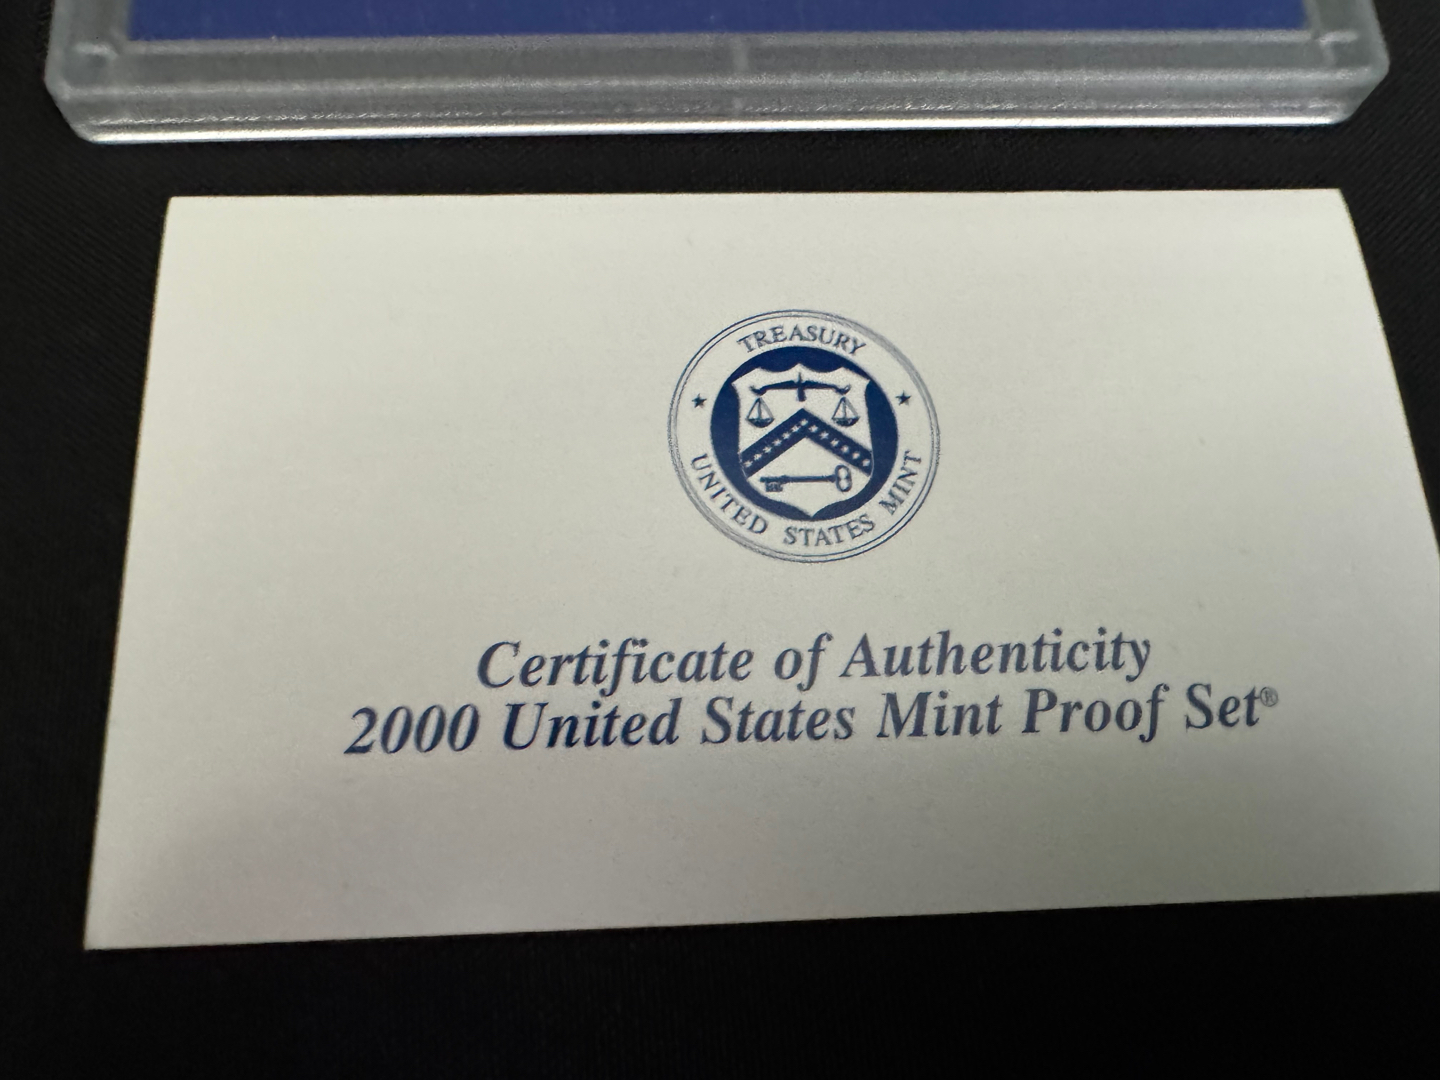 TREASURY
UNITED STATES MINT
Certificate of Authenticity
2000 United States Mint Proof Set®